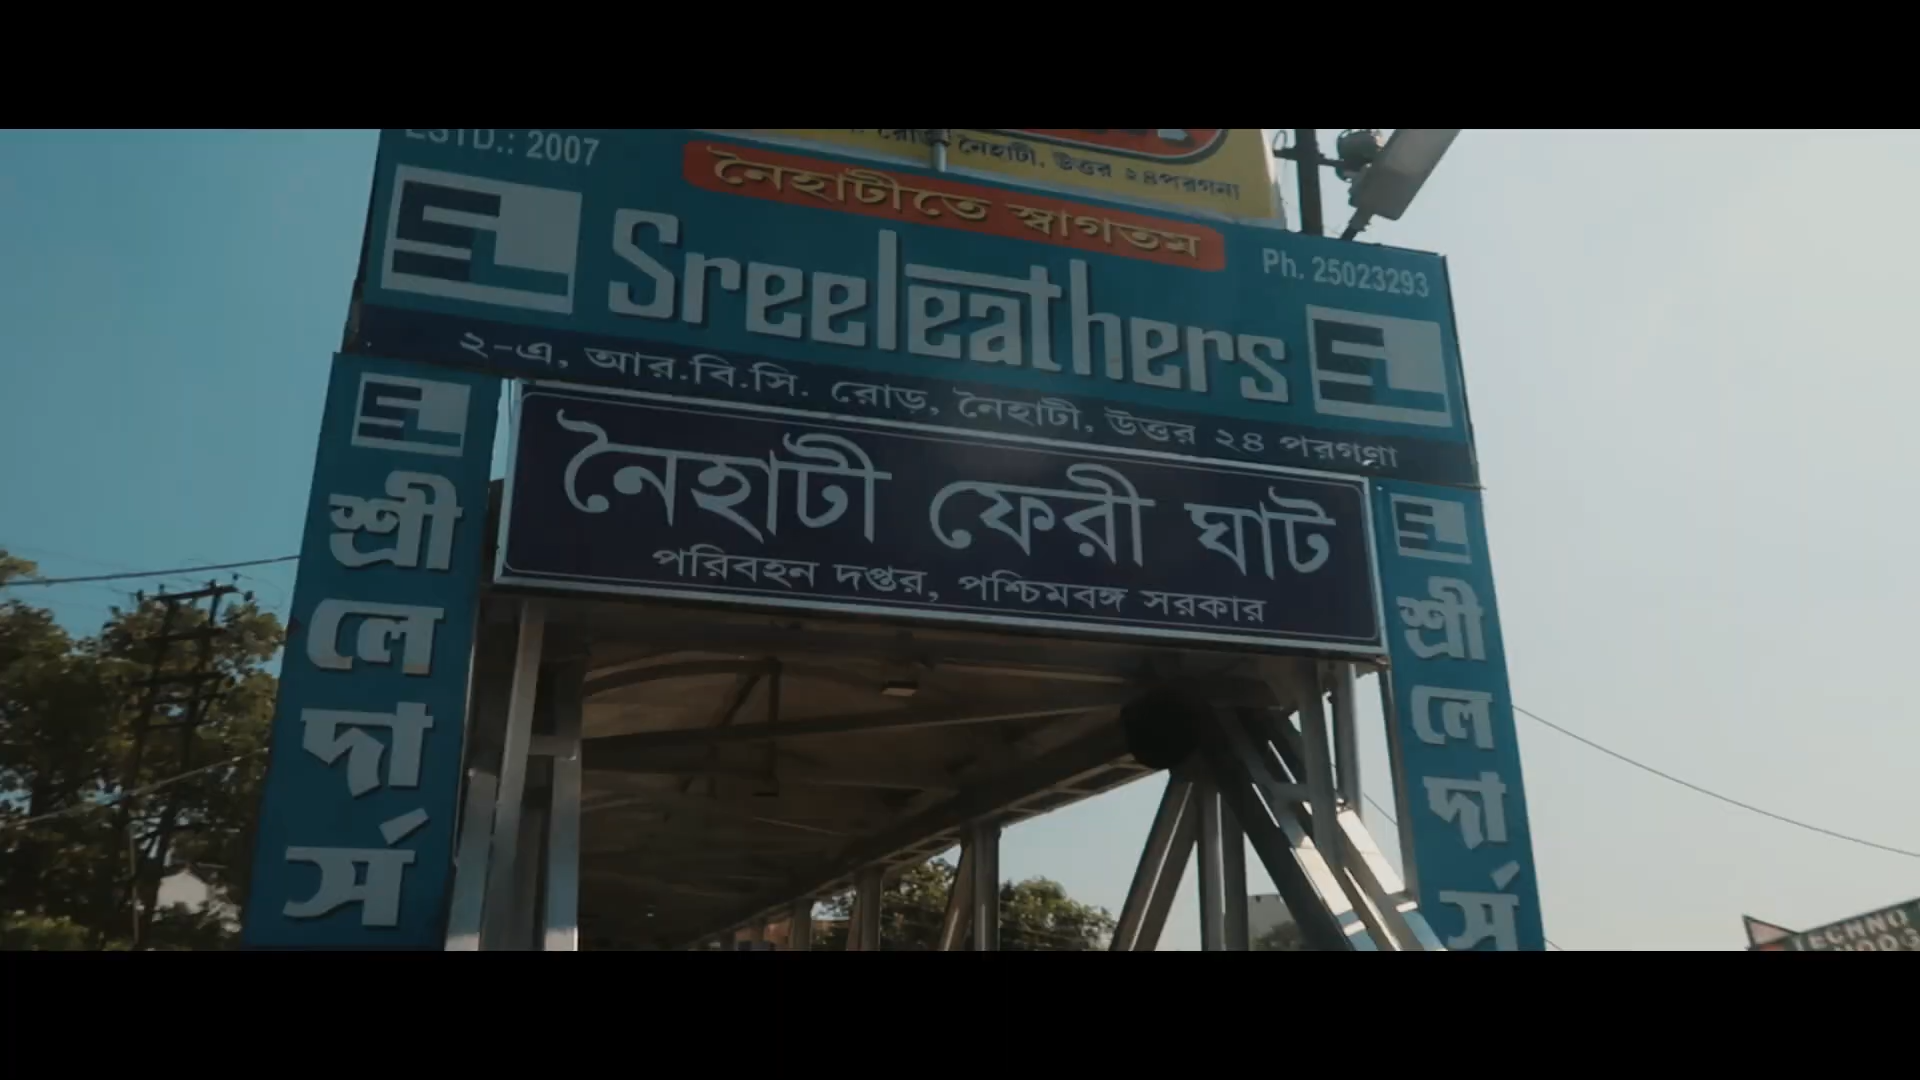 রোড, নৈহাটী, উত্তর ২৪পরগনা
ESTD.: 2007
নৈহাটীতে স্বাগতম
Sreeleathers
Ph. 25023293
২-এ, আর.বি.সি. রোড, নৈহাটী, উত্তর ২৪ পরগণা
নৈহাটী ফেরী ঘাট
পরিবহন দপ্তর, পশ্চিমবঙ্গ সরকার
শ্রী
লে
দা
র্স
শ্রী
লে
দা
র্স
TECHNO